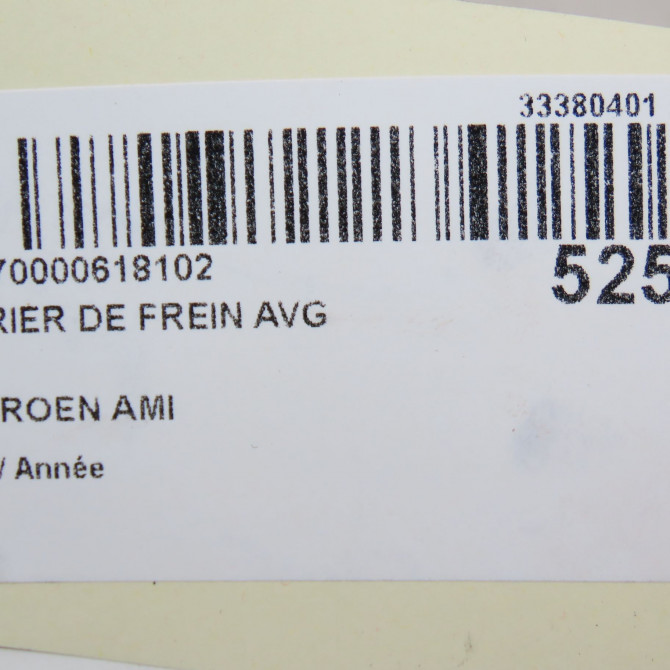 33380401
70000618102
525
RIER DE FREIN AVG
ROEN AMI
/ Année